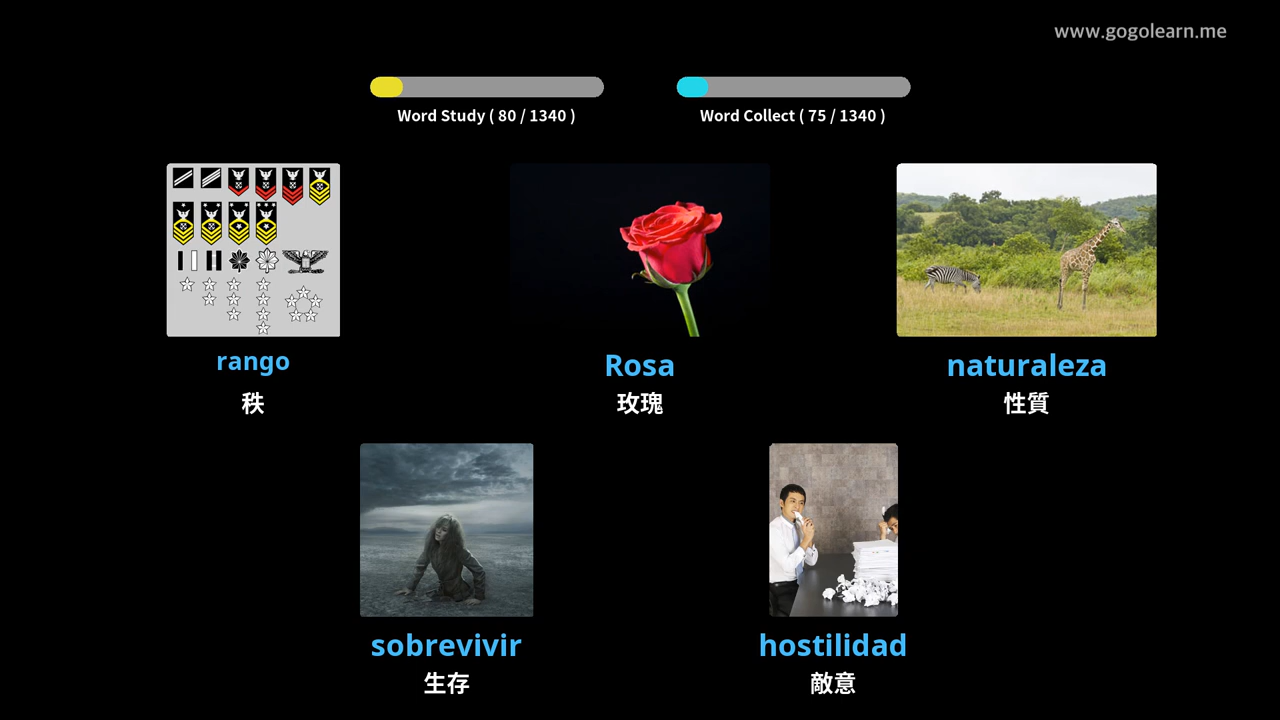 www.gogolearn.me
Word Study ( 80 / 1340 )
Word Collect ( 75 / 1340 )
rango
秩
Rosa
玫瑰
naturaleza
性質
sobrevivir
生存
hostilidad
敵意